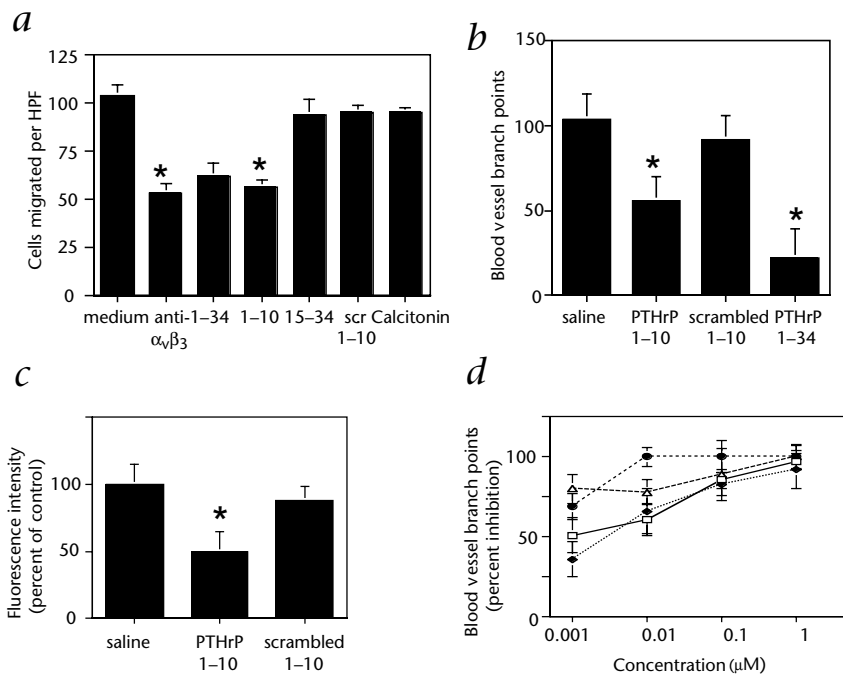 a
Cells migrated per HPF
125
100
75
50
25
0
*
*
medium anti- 1–34 1–10 15–34 scr Calcitonin
αvβ3 1–10
b
Blood vessel branch points
150
100
50
0
*
*
saline PTHrP scrambled PTHrP
1–10 1–10 1–34
c
Fluorescence intensity
(percent of control)
100
50
0
*
saline PTHrP scrambled
1–10 1–10
d
Blood vessel branch points
(percent inhibition)
100
50
0
0.001 0.01 0.1 1
Concentration (μM)